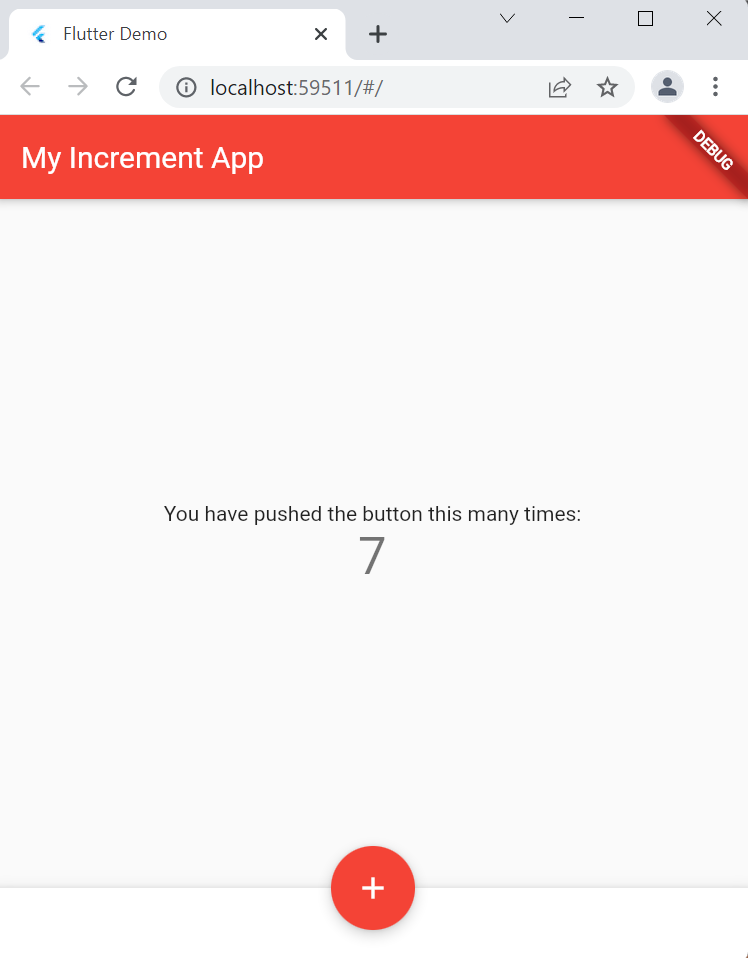 Flutter Demo
localhost:59511/#/
My Increment App
DEBUG
You have pushed the button this many times:
7